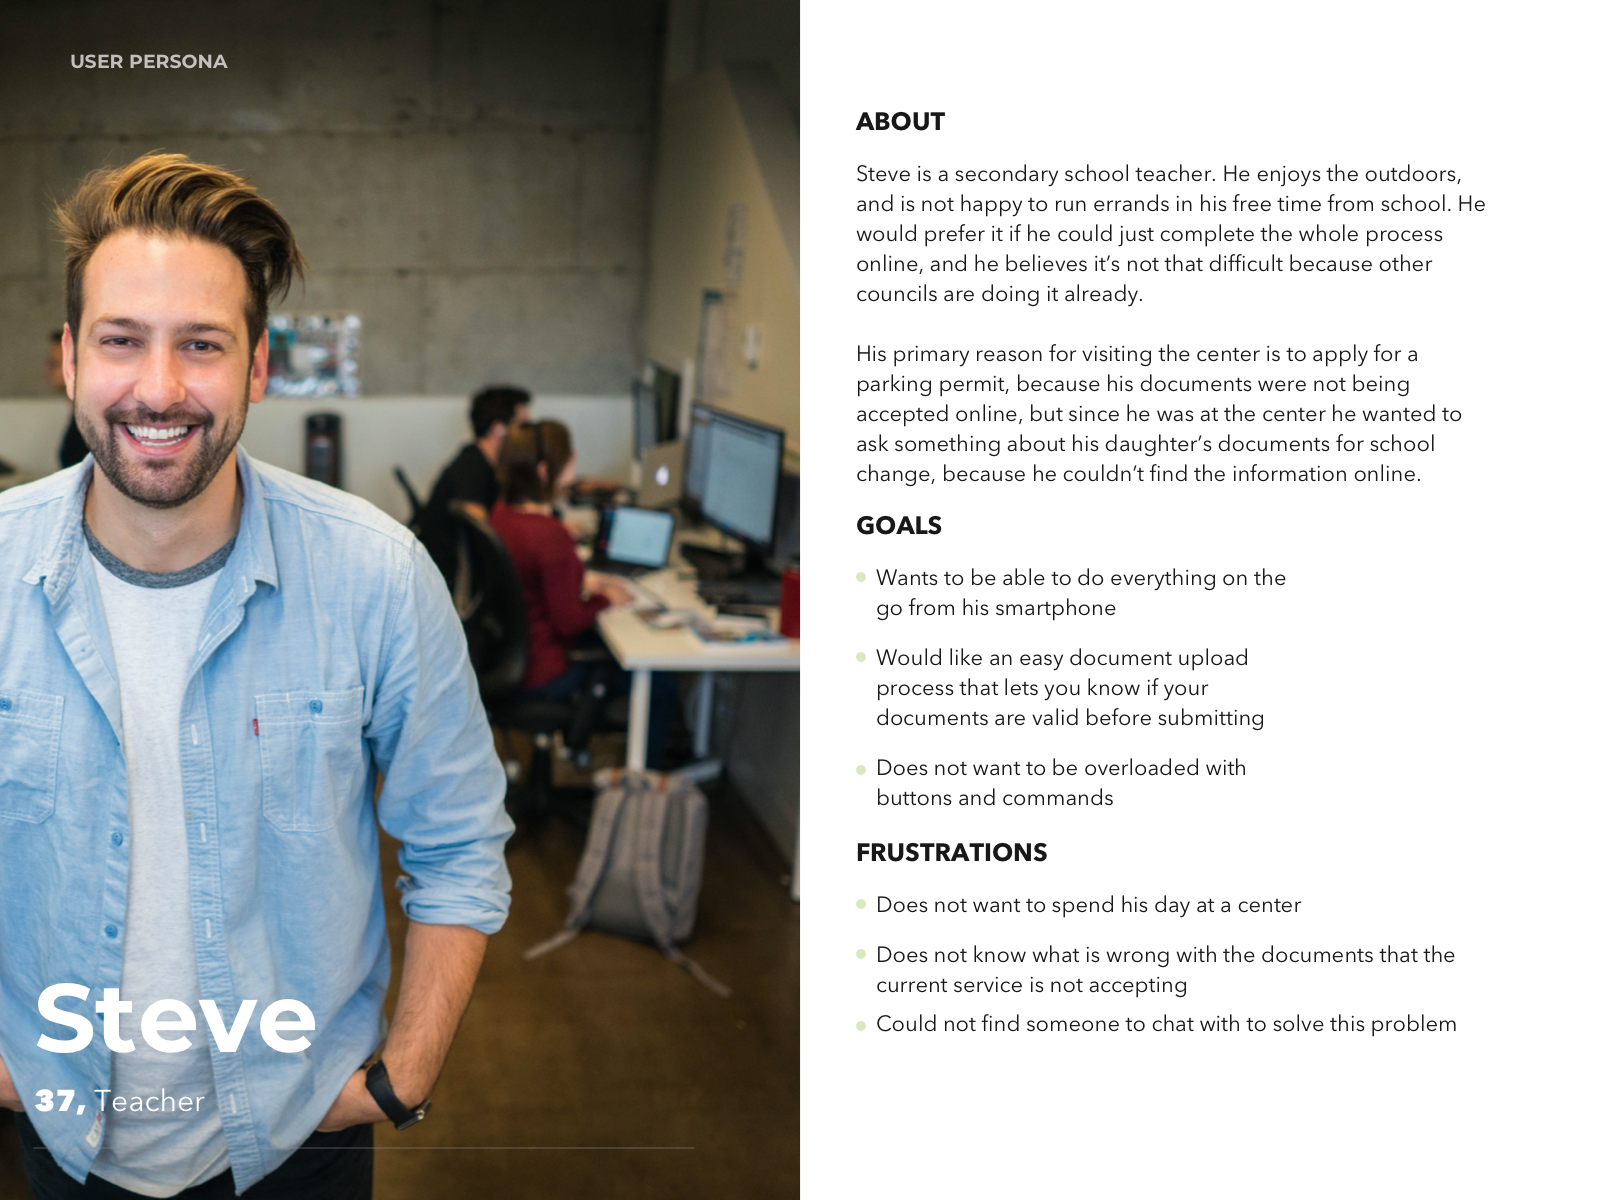 USER PERSONA
Steve
37, Teacher
ABOUT
Steve is a secondary school teacher. He enjoys the outdoors,
and is not happy to run errands in his free time from school. He
would prefer it if he could just complete the whole process
online, and he believes it’s not that difficult because other
councils are doing it already.
His primary reason for visiting the center is to apply for a
parking permit, because his documents were not being
accepted online, but since he was at the center he wanted to
ask something about his daughter’s documents for school
change, because he couldn’t find the information online.
GOALS
Wants to be able to do everything on the
go from his smartphone
Would like an easy document upload
process that lets you know if your
documents are valid before submitting
Does not want to be overloaded with
buttons and commands
FRUSTRATIONS
Does not want to spend his day at a center
Does not know what is wrong with the documents that the
current service is not accepting
Could not find someone to chat with to solve this problem